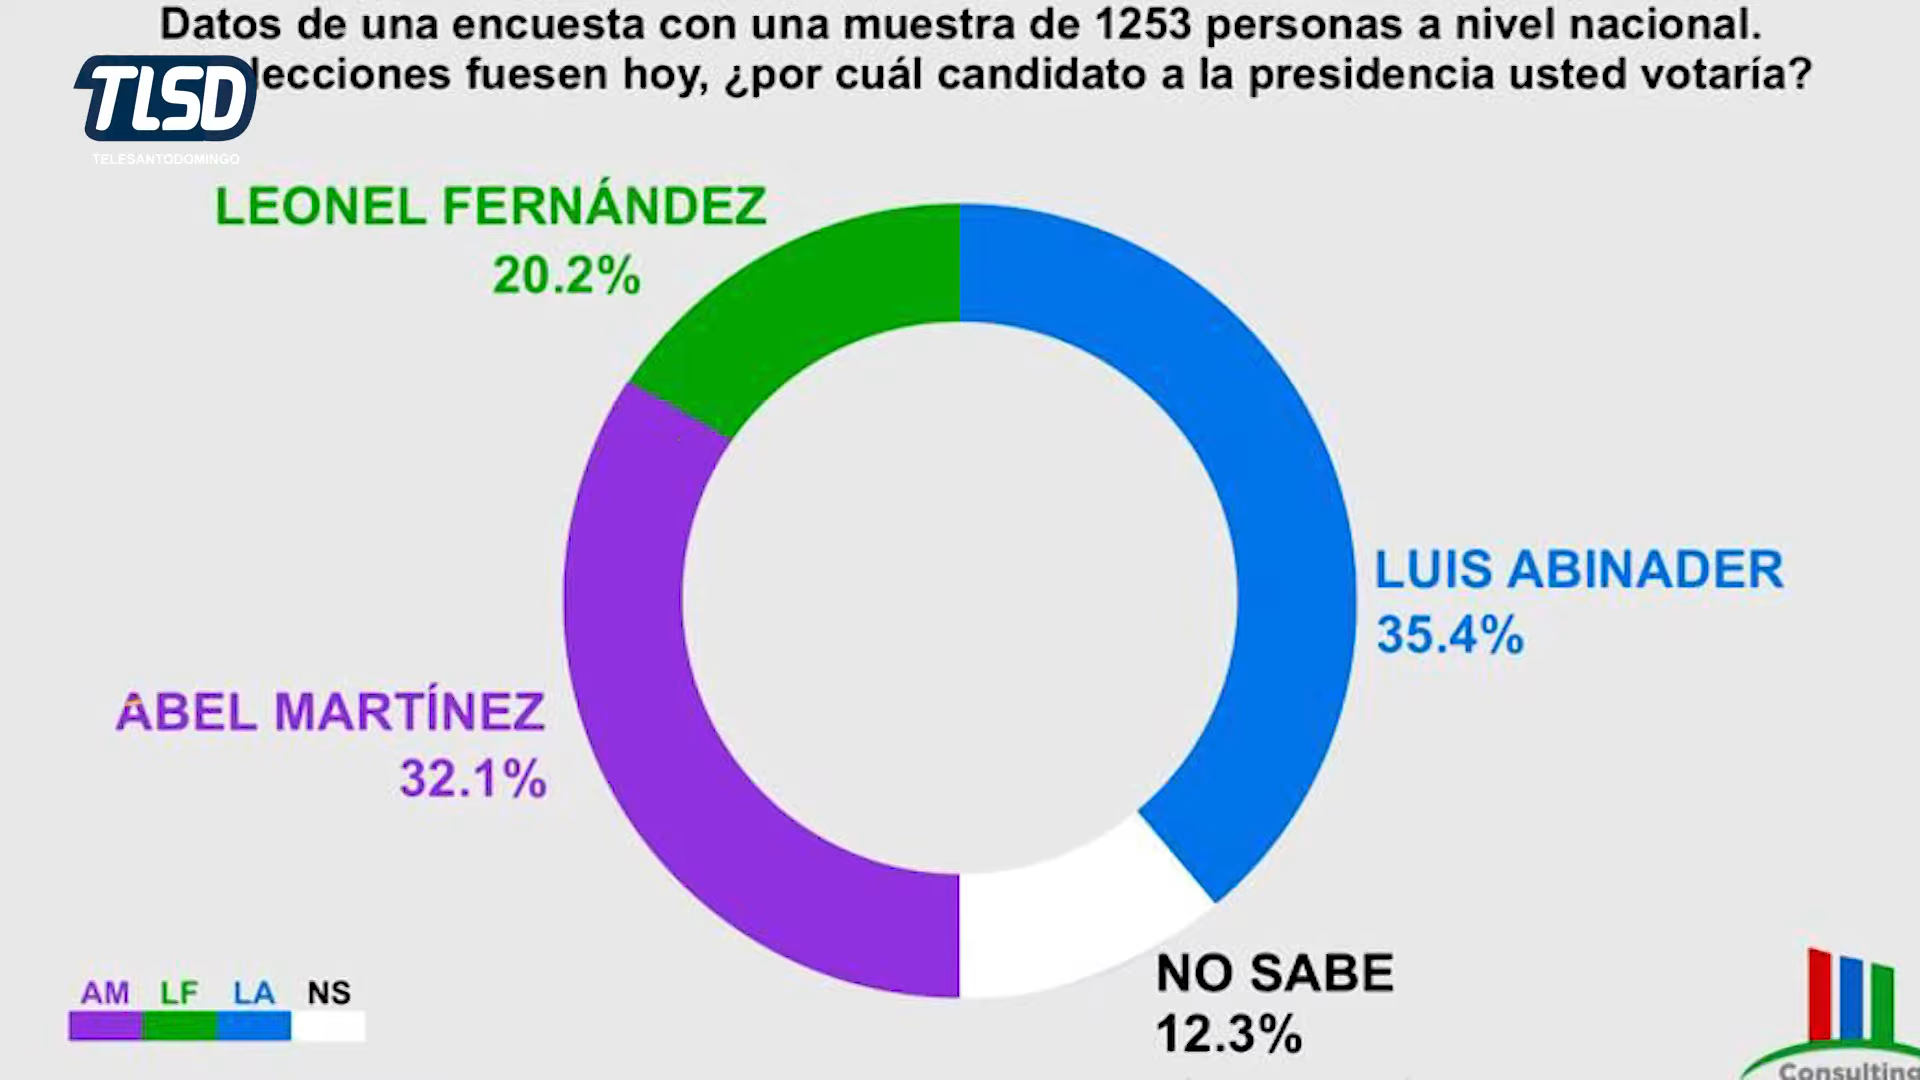 Datos de una encuesta con una muestra de 1253 personas a nivel nacional.
lecciones fuesen hoy, ¿por cuál candidato a la presidencia usted votaría?
TLSD
TELESANTODOMINGO
LEONEL FERNÁNDEZ
20.2%
LUIS ABINADER
35.4%
ABEL MARTÍNEZ
32.1%
NO SABE
12.3%
AM LF LA NS
Consulting